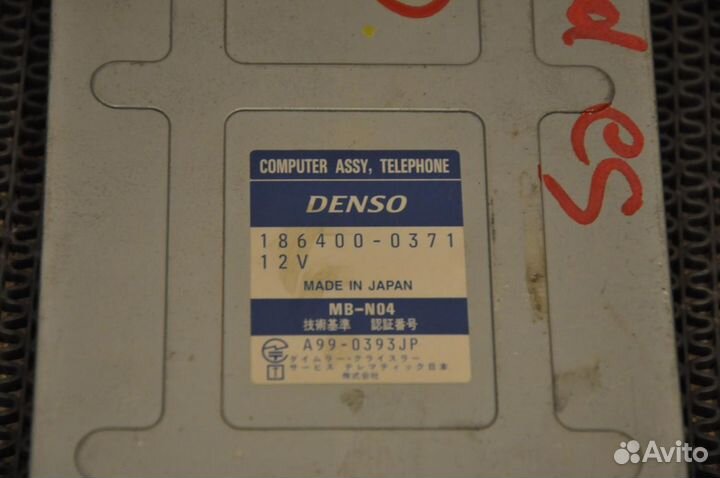 COMPUTER ASSY, TELEPHONE
DENSO
186400-0371
12V
MADE IN JAPAN
MB-N04
技術基準 認証番号
A99-0393JP
ダイムラー・クライスラー
サービス テレマティック日本
株式会社
Avito